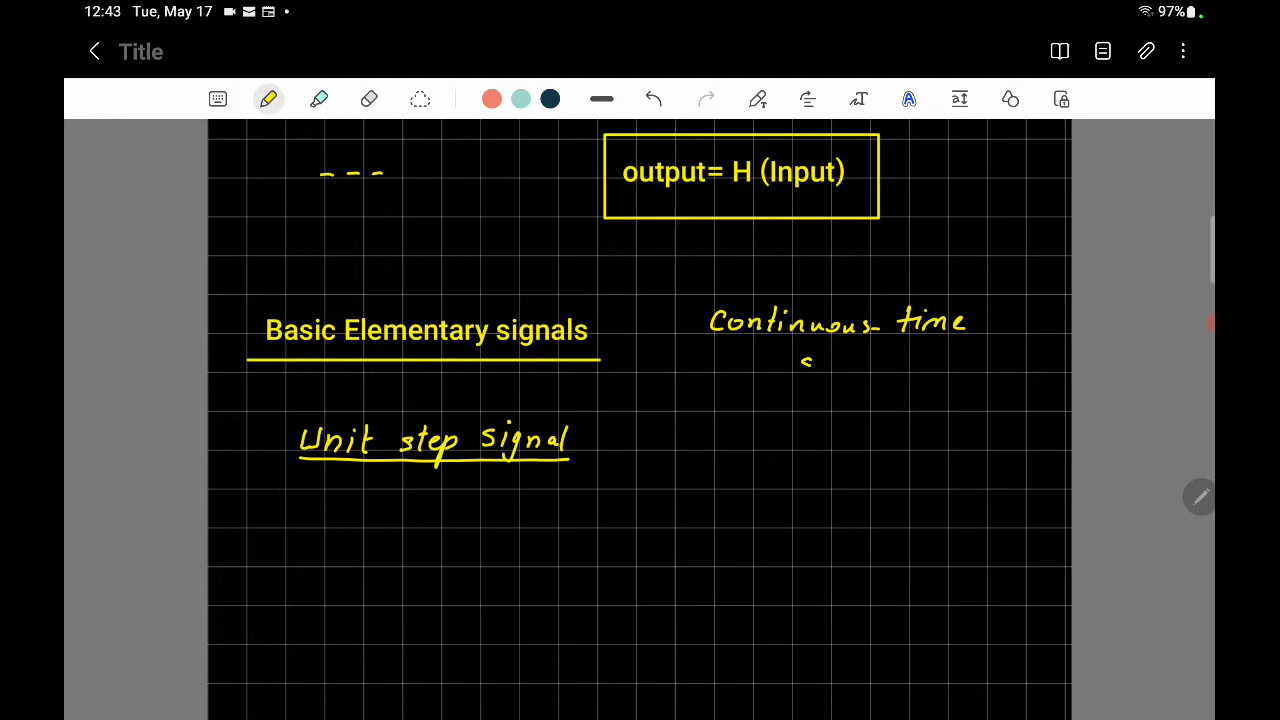 12:43 Tue, May 17
97%
Title
output= H (Input)
Basic Elementary signals
Continuous- time
Unit step signal